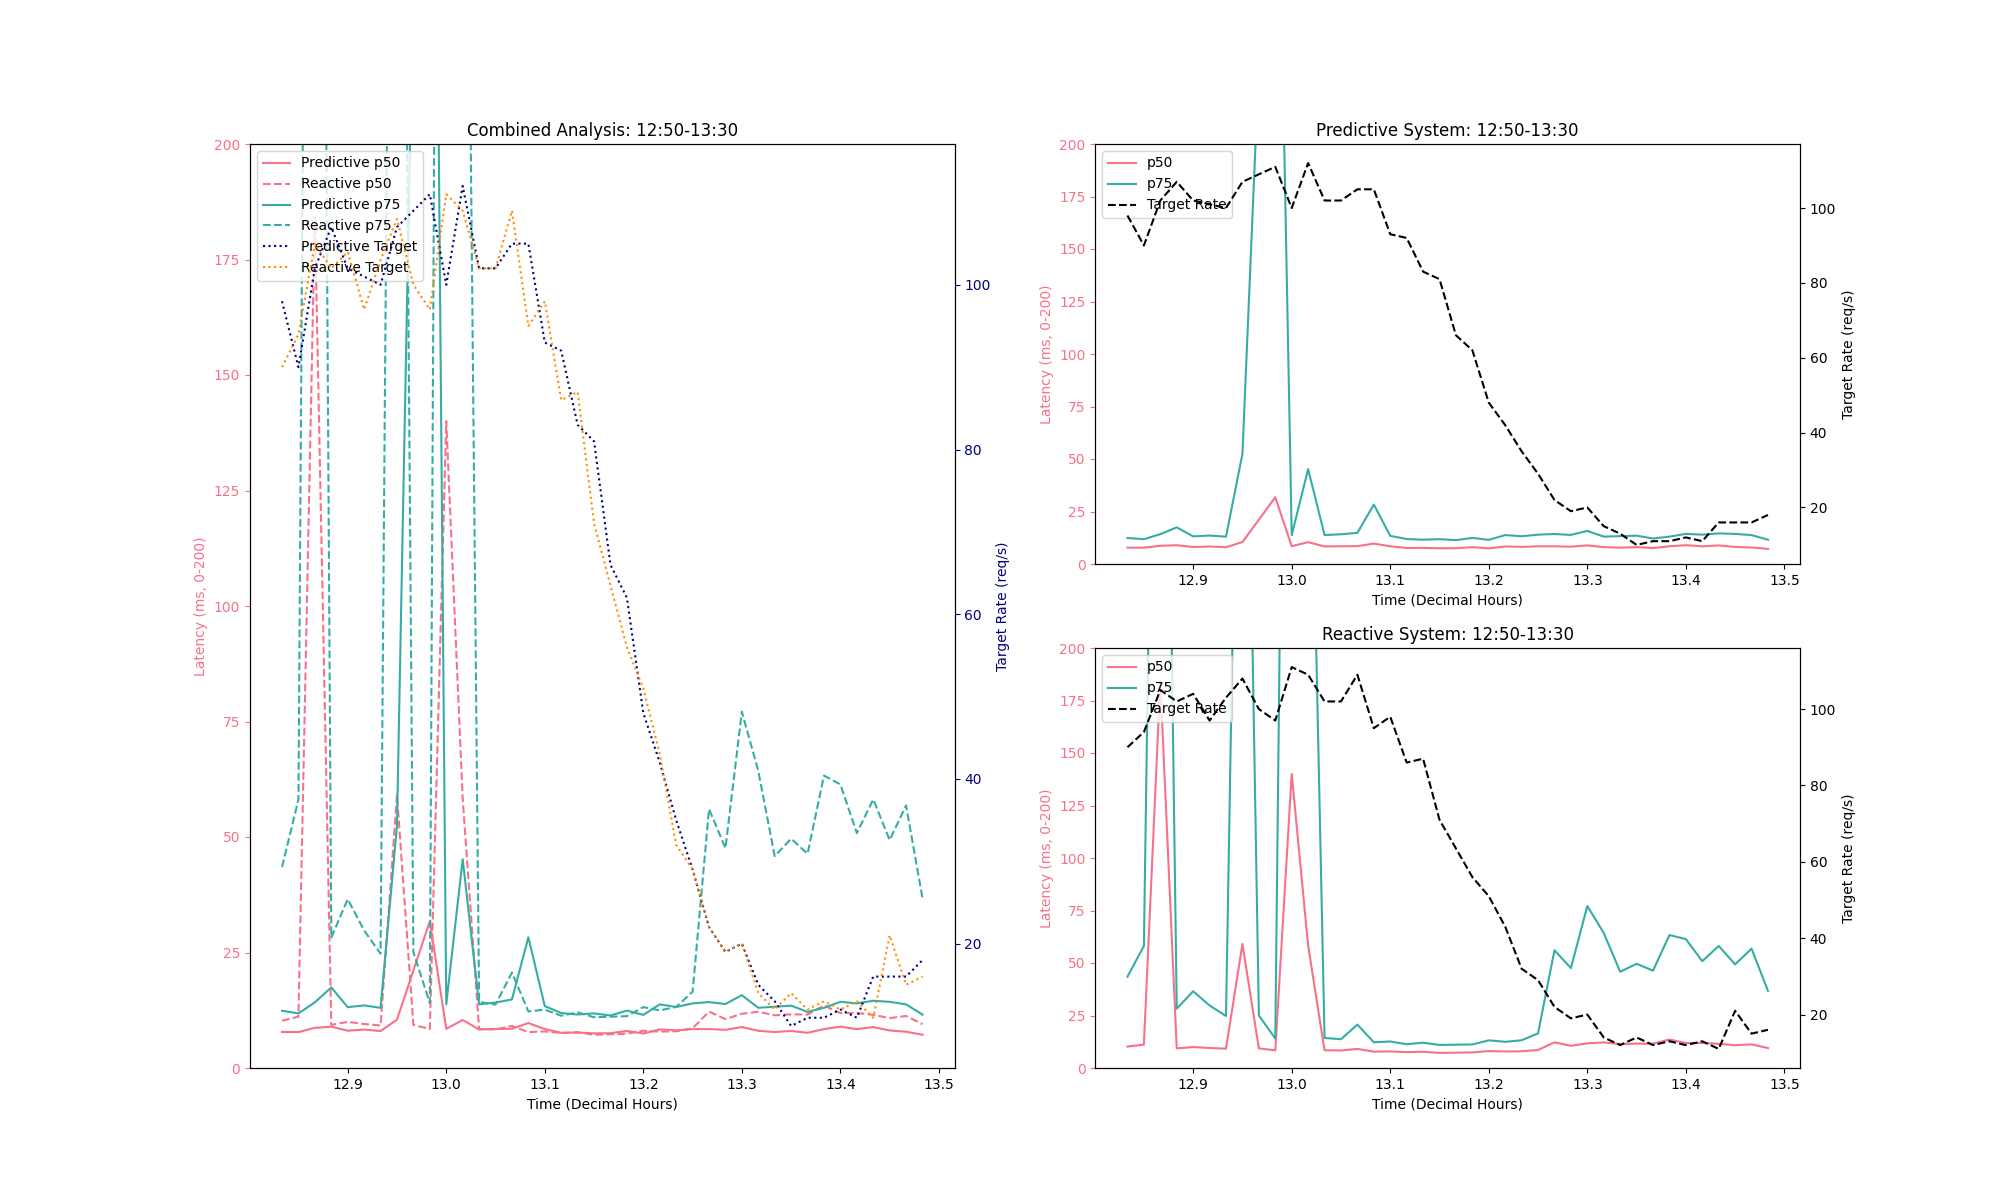 Combined Analysis: 12:50-13:30
200
175
150
125
100
75
50
25
0
Latency (ms, 0-200)
Predictive p50
Reactive p50
Predictive p75
Reactive p75
Predictive Target
Reactive Target
100
80
60
40
20
Target Rate (req/s)
12.9 13.0 13.1 13.2 13.3 13.4 13.5
Time (Decimal Hours)
Predictive System: 12:50-13:30
200
175
150
125
100
75
50
25
0
Latency (ms, 0-200)
p50
p75
Target Rate
100
80
60
40
20
Target Rate (req/s)
12.9 13.0 13.1 13.2 13.3 13.4 13.5
Time (Decimal Hours)
Reactive System: 12:50-13:30
200
175
150
125
100
75
50
25
0
Latency (ms, 0-200)
p50
p75
Target Rate
100
80
60
40
20
Target Rate (req/s)
12.9 13.0 13.1 13.2 13.3 13.4 13.5
Time (Decimal Hours)